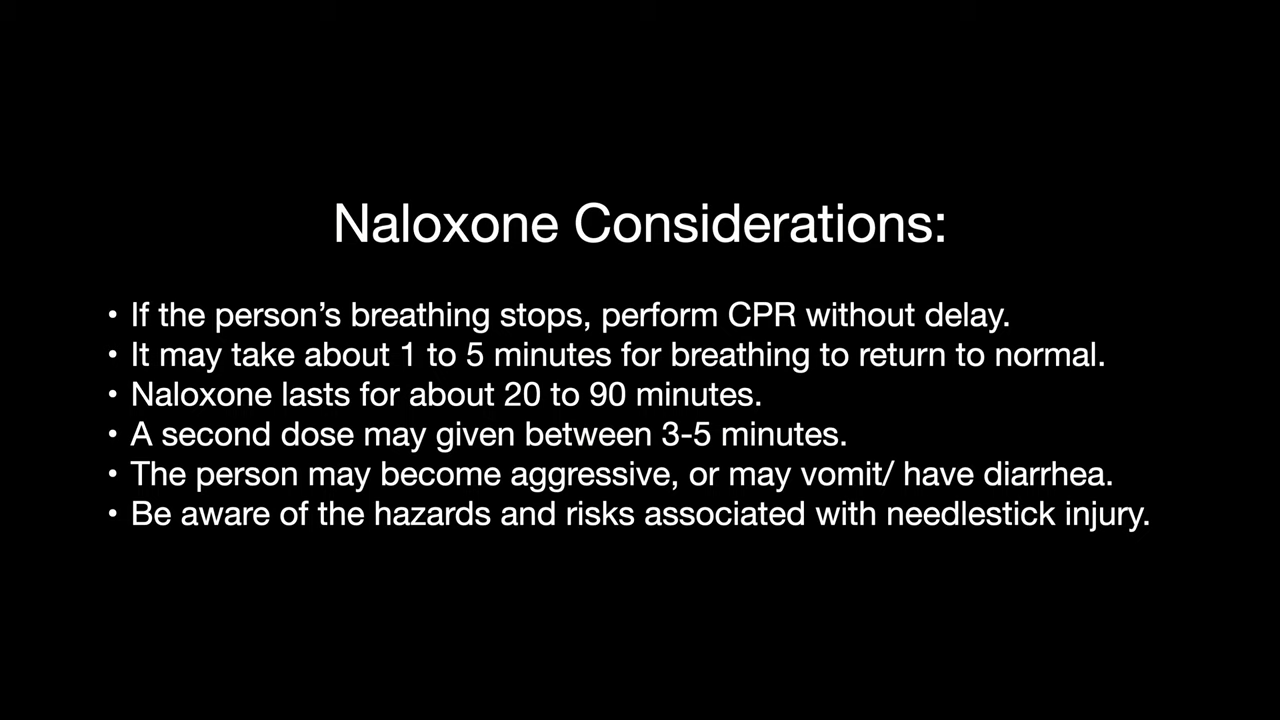 Naloxone Considerations:
• If the person’s breathing stops, perform CPR without delay.
• It may take about 1 to 5 minutes for breathing to return to normal.
• Naloxone lasts for about 20 to 90 minutes.
• A second dose may given between 3-5 minutes.
• The person may become aggressive, or may vomit/ have diarrhea.
• Be aware of the hazards and risks associated with needlestick injury.